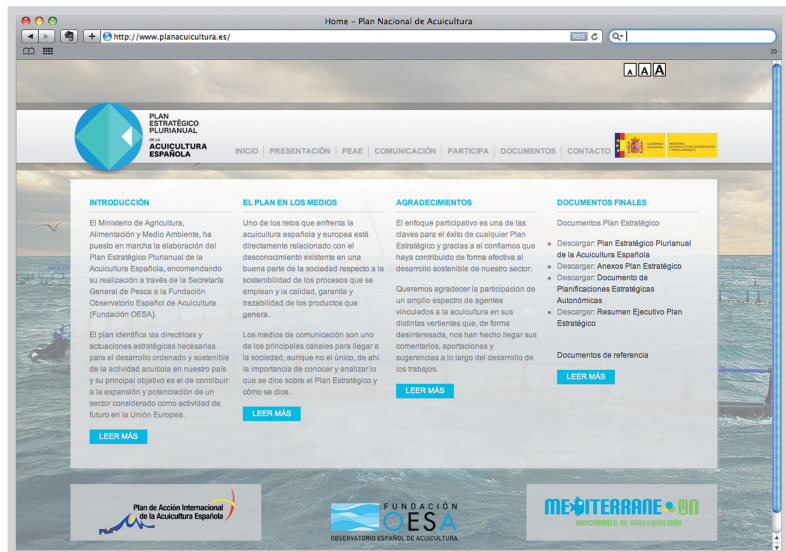 Home – Plan Nacional de Acuicultura
http://www.planacuicultura.es/
RSS
A A A
PLAN
ESTRATÉGICO
PLURIANUAL
DE LA
ACUICULTURA
ESPAÑOLA
INICIO PRESENTACIÓN PEAE COMUNICACIÓN PARTICIPA DOCUMENTOS CONTACTO
GOBIERNO
DE ESPAÑA
MINISTERIO
DE AGRICULTURA, ALIMENTACIÓN
Y MEDIO AMBIENTE
INTRODUCCIÓN
El Ministerio de Agricultura,
Alimentación y Medio Ambiente, ha
puesto en marcha la elaboración del
Plan Estratégico Plurianual de la
Acuicultura Española, encomendando
su realización a través de la Secretaría
General de Pesca a la Fundación
Observatorio Español de Acuicultura
(Fundación OESA).
El plan identifica las directrices y
actuaciones estratégicas necesarias
para el desarrollo ordenado y sostenible
de la actividad acuícola en nuestro país
y su principal objetivo es el de contribuir
a la expansión y potenciación de un
sector considerado como actividad de
futuro en la Unión Europea.
LEER MÁS
EL PLAN EN LOS MEDIOS
Uno de los retos que enfrenta la
acuicultura española y europea está
directamente relacionado con el
desconocimiento existente en una
buena parte de la sociedad respecto a la
sostenibilidad de los procesos que se
emplean y la calidad, garantía y
trazabilidad de los productos que
genera.
Los medios de comunicación son uno
de los principales canales para llegar a
la sociedad, aunque no el único, de ahí
la importancia de conocer y analizar lo
que se dice sobre el Plan Estratégico y
cómo se dice.
LEER MÁS
AGRADECIMIENTOS
El enfoque participativo es una de las
claves para el éxito de cualquier Plan
Estratégico y gracias a el confiamos que
haya contribuido de forma efectiva al
desarrollo sostenible de nuestro sector.
Queremos agradecer la participación de
un amplio espectro de agentes
vinculados a la acuicultura en sus
distintas vertientes que, de forma
desinteresada, nos han hecho llegar sus
comentarios, aportaciones y
sugerencias a lo largo del desarrollo de
los trabajos.
LEER MÁS
DOCUMENTOS FINALES
Documentos Plan Estratégico
Descargar: Plan Estratégico Plurianual
de la Acuicultura Española
Descargar: Anexos Plan Estratégico
Descargar: Documento de
Planificaciones Estratégicas
Autonómicas
Descargar: Resumen Ejecutivo Plan
Estratégico
Documentos de referencia
LEER MÁS
Plan de Acción Internacional
de la Acuicultura Española
FUNDACIÓN
OESA
OBSERVATORIO ESPAÑOL DE ACUICULTURA
MEDITERRANE ON
INDICADORES DE SOSTENIBILIDAD